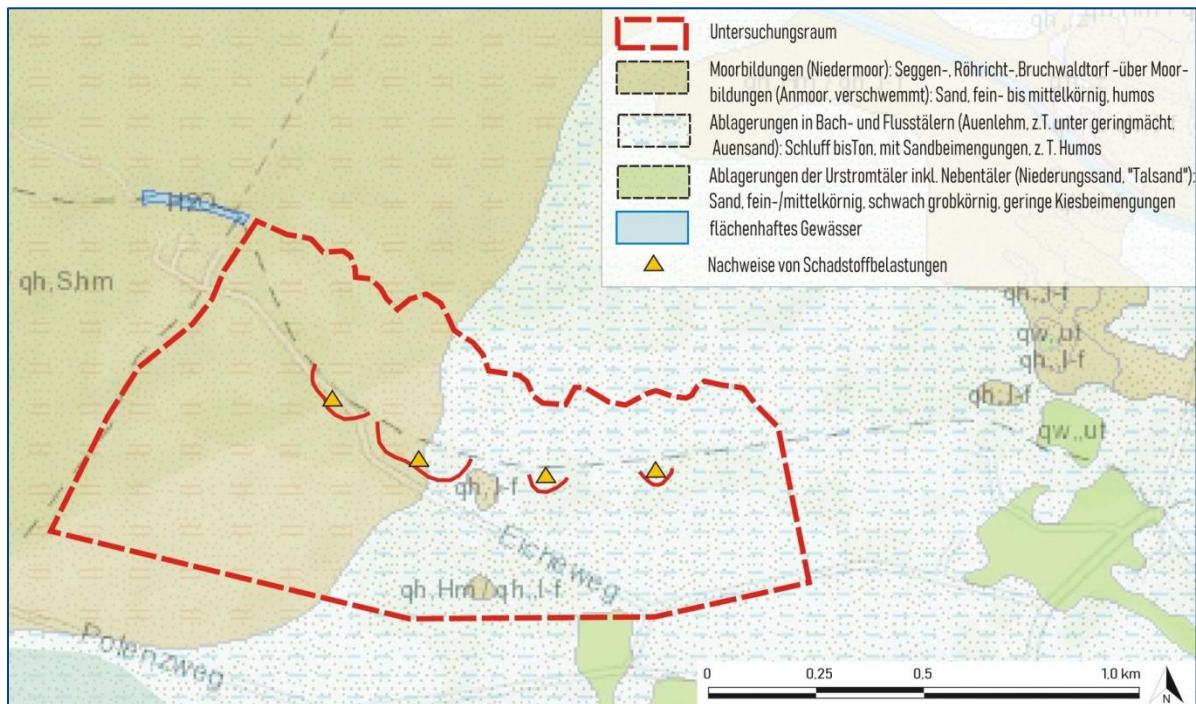 Untersuchungsraum
Moorbildungen (Niedermoor): Seggen-, Röhricht-,Bruchwaldtorf -über Moor-
bildungen (Anmoor, verschwemmt): Sand, fein- bis mittelkörnig, humos
Ablagerungen in Bach- und Flusstälern (Auenlehm, z.T. unter geringmächt.
Auensand): Schluff bisTon, mit Sandbeimengungen, z. T. Humos
Ablagerungen der Urstromtäler inkl. Nebentäler (Niederungssand, "Talsand"):
Sand, fein-/mittelkörnig, schwach grobkörnig, geringe Kiesbeimengungen
flächenhaftes Gewässer
Nachweise von Schadstoffbelastungen
H2O
qh,S,hm
qh,,l-f
qw,,ut
qh,,l-f
qh,,l-f
qw,,ut
qh,,l-f
Eicheweg
qh,Hm / qh,,l-f
Polenzweg
0 0.25 0.5 1.0 km
N